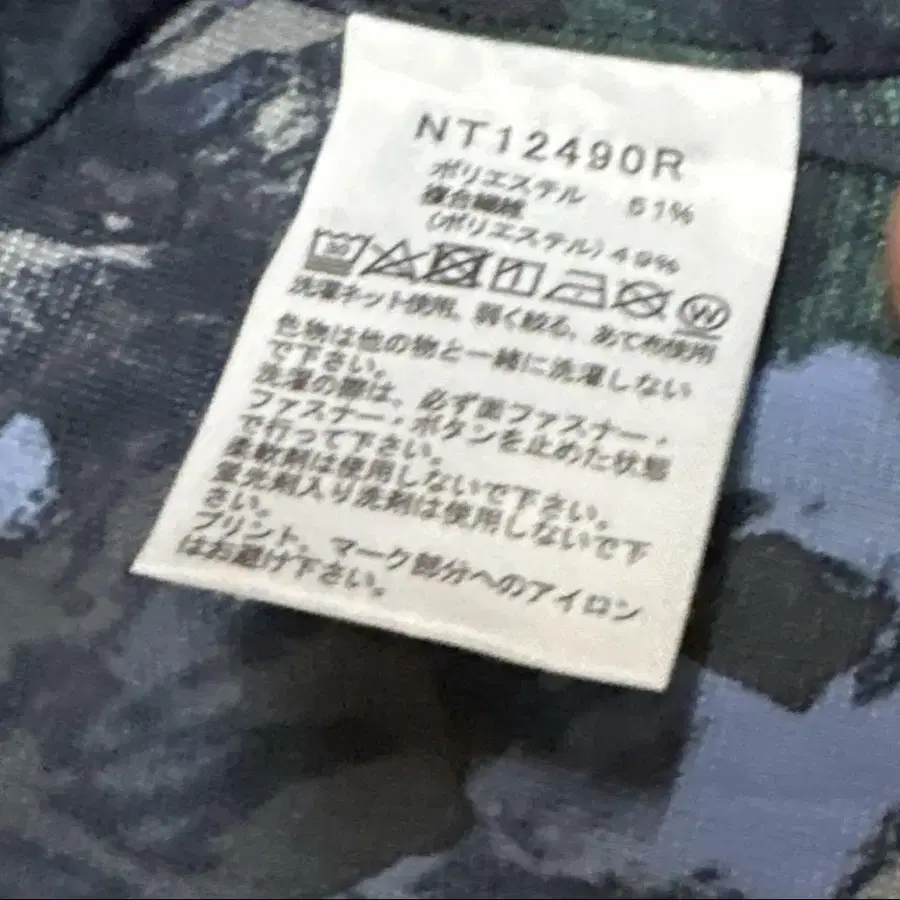 NT12490R
ポリエステル 51%
複合繊維
(ポリエステル) 49%
洗濯ネット使用、弱く絞る、あて布使用
色物は他の物と一緒に洗濯しない
で下さい。
洗濯の際は、必ず面ファスナー・
ファスナー・ボタンを止めた状態
で行って下さい。
柔軟剤は使用しないで下さい。
蛍光剤入り洗剤は使用しないで下
さい。
プリント、マーク部分へのアイロン
はお避け下さい。